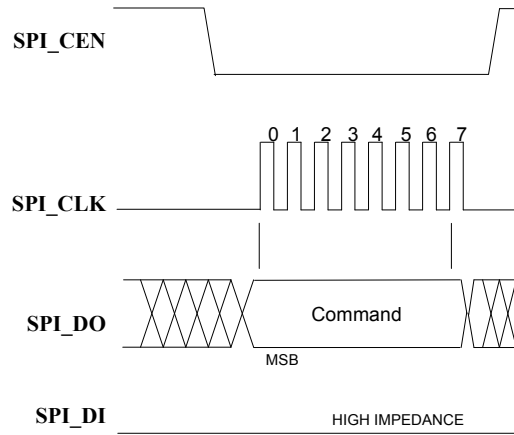 SPI_CEN
0 1 2 3 4 5 6 7
SPI_CLK
SPI_DO
Command
MSB
SPI_DI
HIGH IMPEDANCE